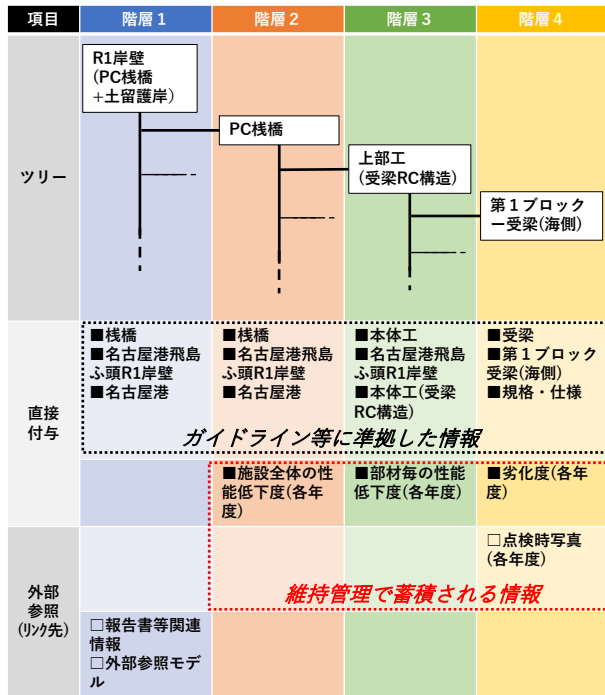 項目
階層1
階層2
階層3
階層4
ツリー
R1岸壁
(PC桟橋
+土留護岸)
PC桟橋
上部工
(受梁RC構造)
第1ブロック
ー受梁(海側)
直接
付与
■桟橋
■名古屋港飛島
ふ頭R1岸壁
■名古屋港
■桟橋
■名古屋港飛島
ふ頭R1岸壁
■名古屋港
■本体工
■名古屋港飛島
ふ頭R1岸壁
■本体工(受梁
RC構造)
■受梁
■第1ブロック
受梁(海側)
■規格・仕様
ガイドライン等に準拠した情報
■施設全体の性
能低下度(各年
度)
■部材毎の性能
低下度(各年度)
■劣化度(各年
度)
外部
参照
(リンク先)
□点検時写真
(各年度)
維持管理で蓄積される情報
□報告書等関連
情報
□外部参照モデ
ル